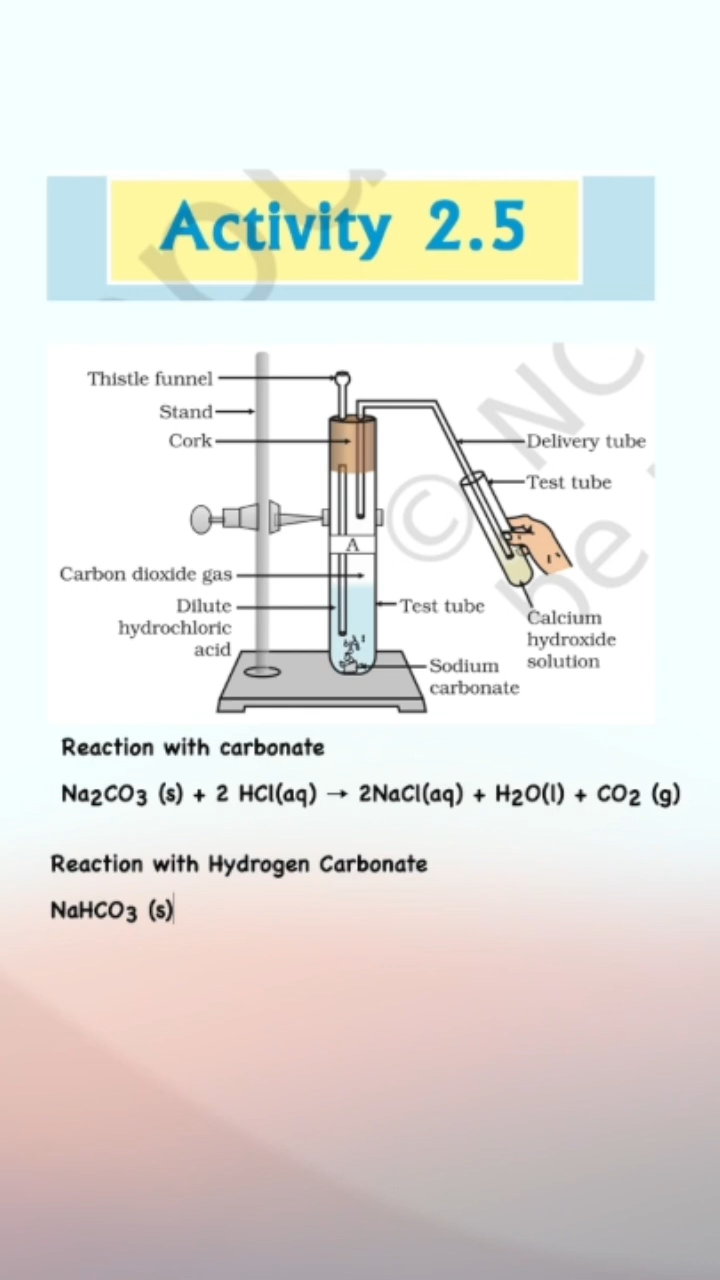 Activity 2.5
Thistle funnel
Stand
Cork
Delivery tube
Test tube
A
Carbon dioxide gas
Dilute
hydrochloric
acid
Test tube
Sodium
carbonate
Calcium
hydroxide
solution
© NC
be
Reaction with carbonate
Na2CO3 (s) + 2 HCl(aq) → 2NaCl(aq) + H2O(l) + CO2 (g)
Reaction with Hydrogen Carbonate
NaHCO3 (s)